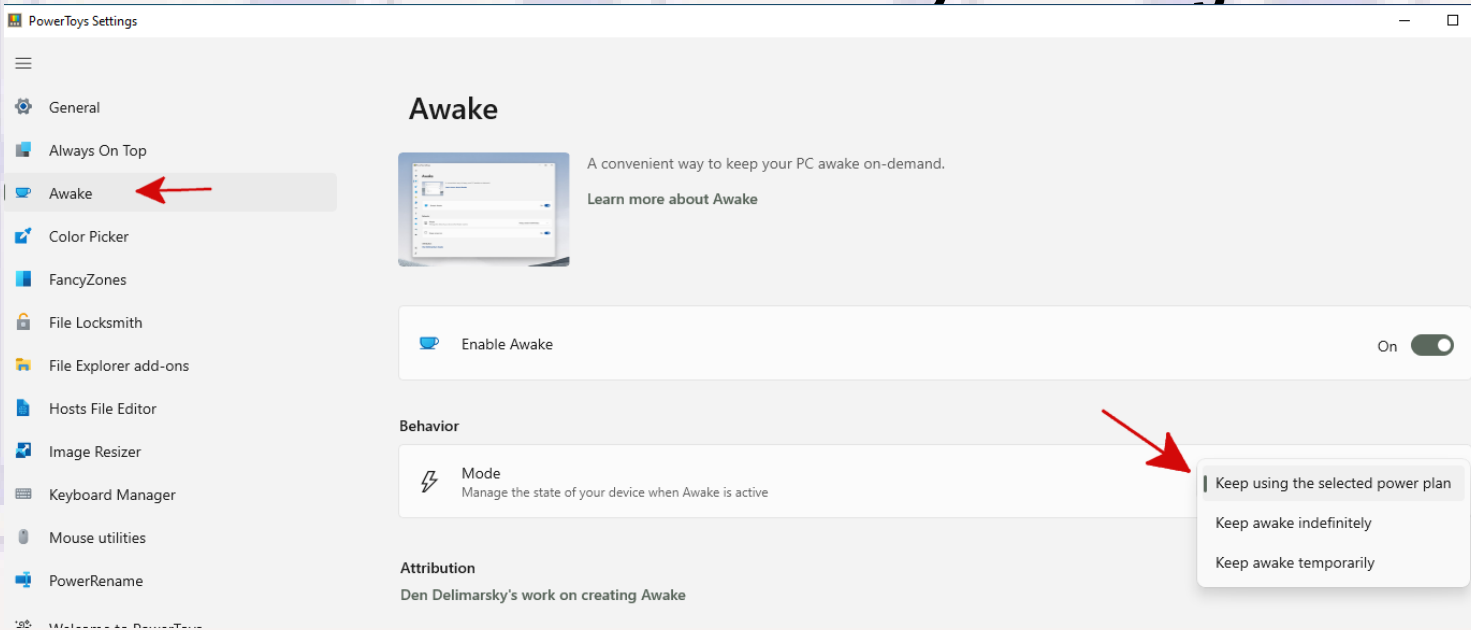 PowerToys Settings
General
Always On Top
Awake
Color Picker
FancyZones
File Locksmith
File Explorer add-ons
Hosts File Editor
Image Resizer
Keyboard Manager
Mouse utilities
PowerRename
Welcome to PowerToys
Awake
A convenient way to keep your PC awake on-demand.
Learn more about Awake
Enable Awake
On
Behavior
Mode
Manage the state of your device when Awake is active
Keep using the selected power plan
Keep awake indefinitely
Keep awake temporarily
Attribution
Den Delimarsky's work on creating Awake